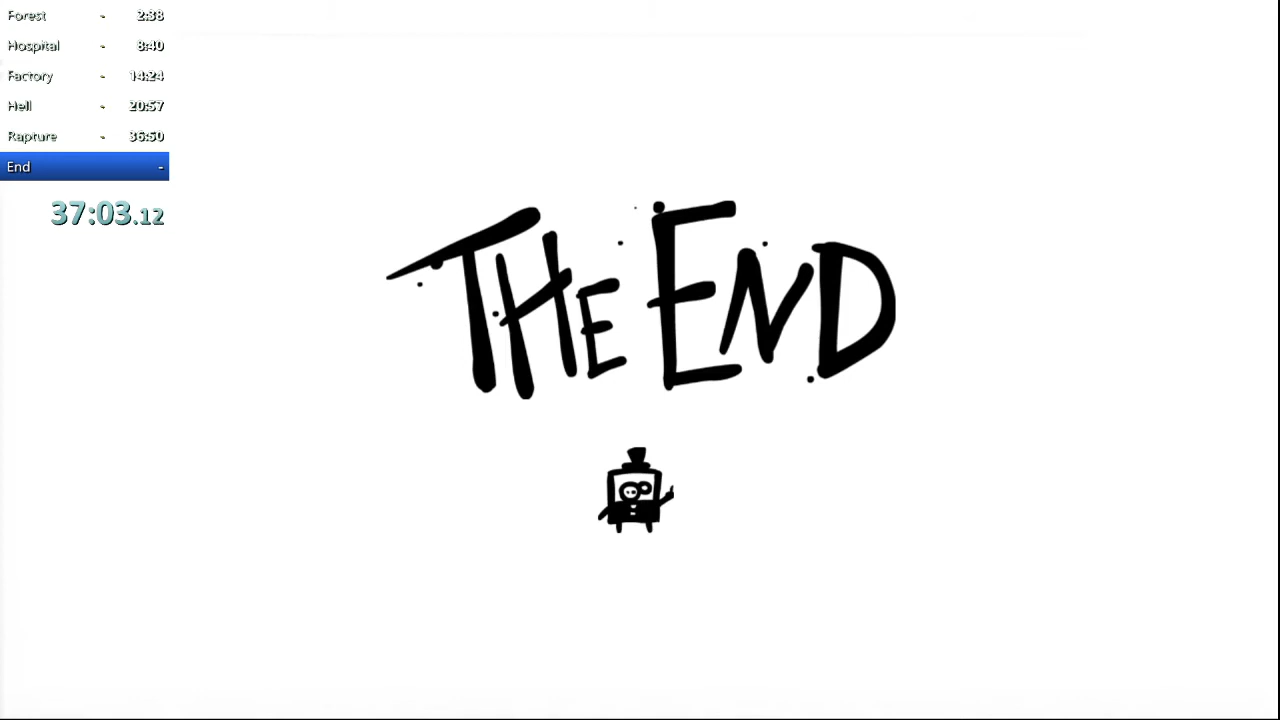 Forest - 2:38
Hospital - 8:40
Factory - 14:24
Hell - 20:57
Rapture - 36:50
End -
37:03.12
THE END